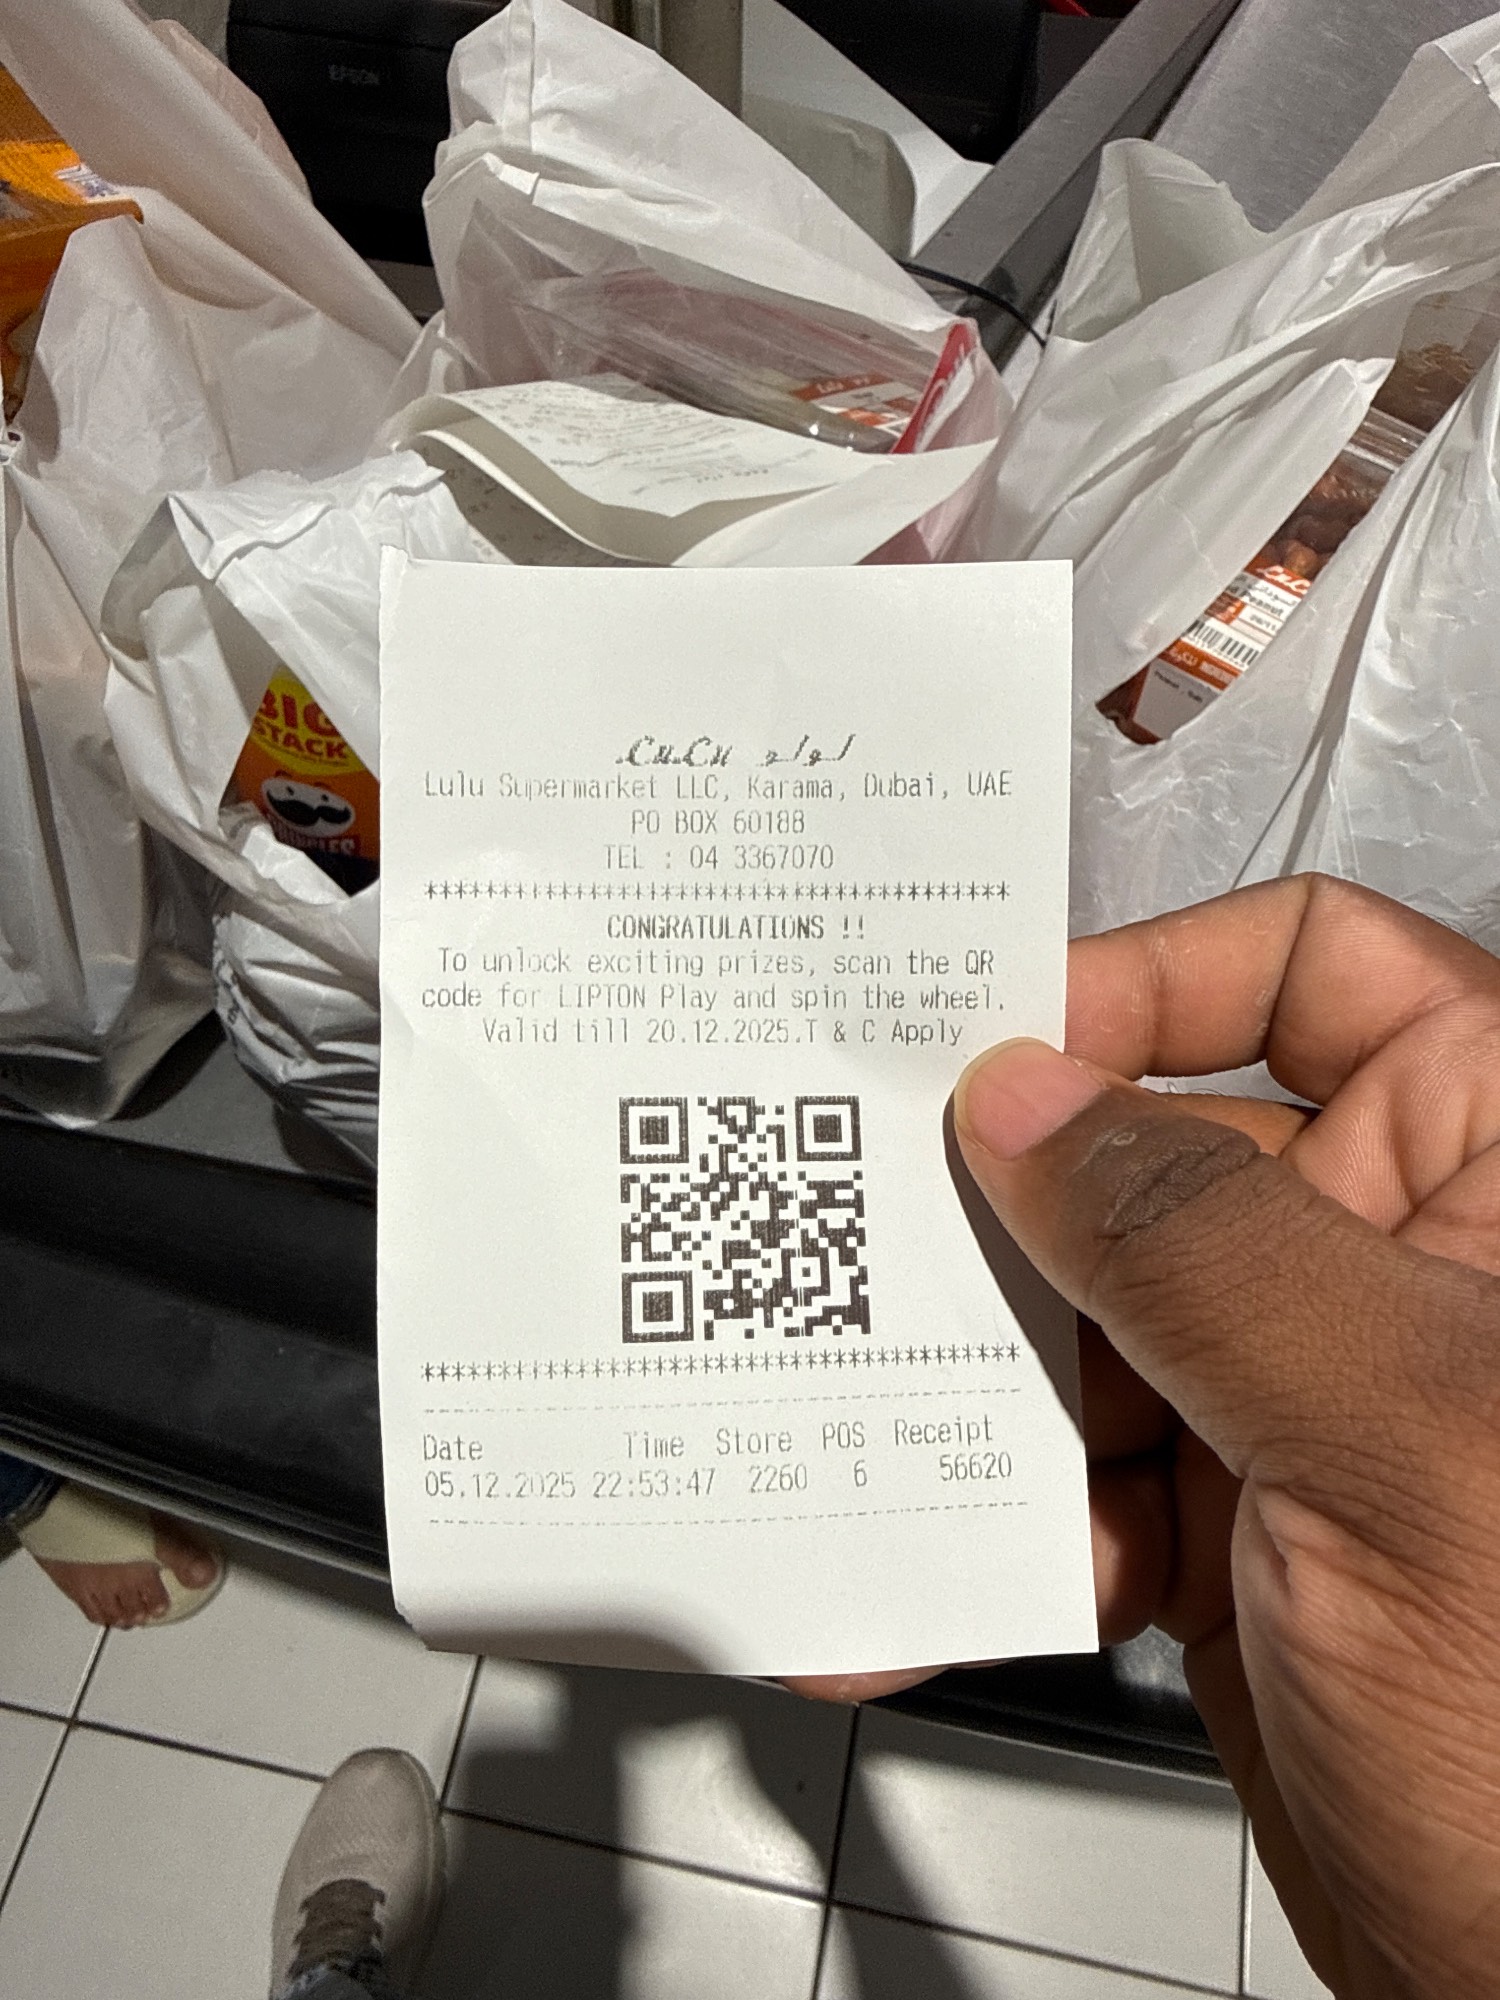 EPSON
BIG
STACK
PRINGLES
LuLu لولو
Lulu Supermarket LLC, Karama, Dubai, UAE
PO BOX 60188
TEL : 04 3367070
****************************************
CONGRATULATIONS !!
To unlock exciting prizes, scan the QR
code for LIPTON Play and spin the wheel.
Valid till 20.12.2025.T & C Apply
****************************************
Date Time Store POS Receipt
05.12.2025 22:53:47 2260 6 56620